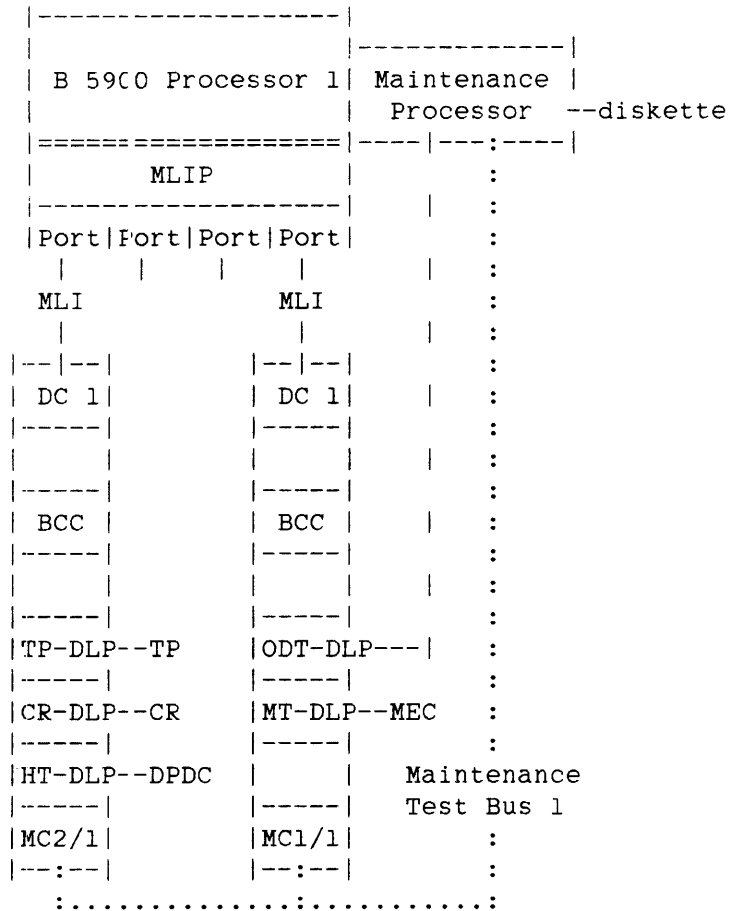 B 5900 Processor 1 Maintenance
Processor --diskette
MLIP
Port Port Port Port
MLI MLI
DC 1 DC 1
BCC BCC
TP-DLP--TP ODT-DLP---
CR-DLP--CR MT-DLP--MEC
HT-DLP--DPDC Maintenance
Test Bus 1
MC2/1 MC1/1